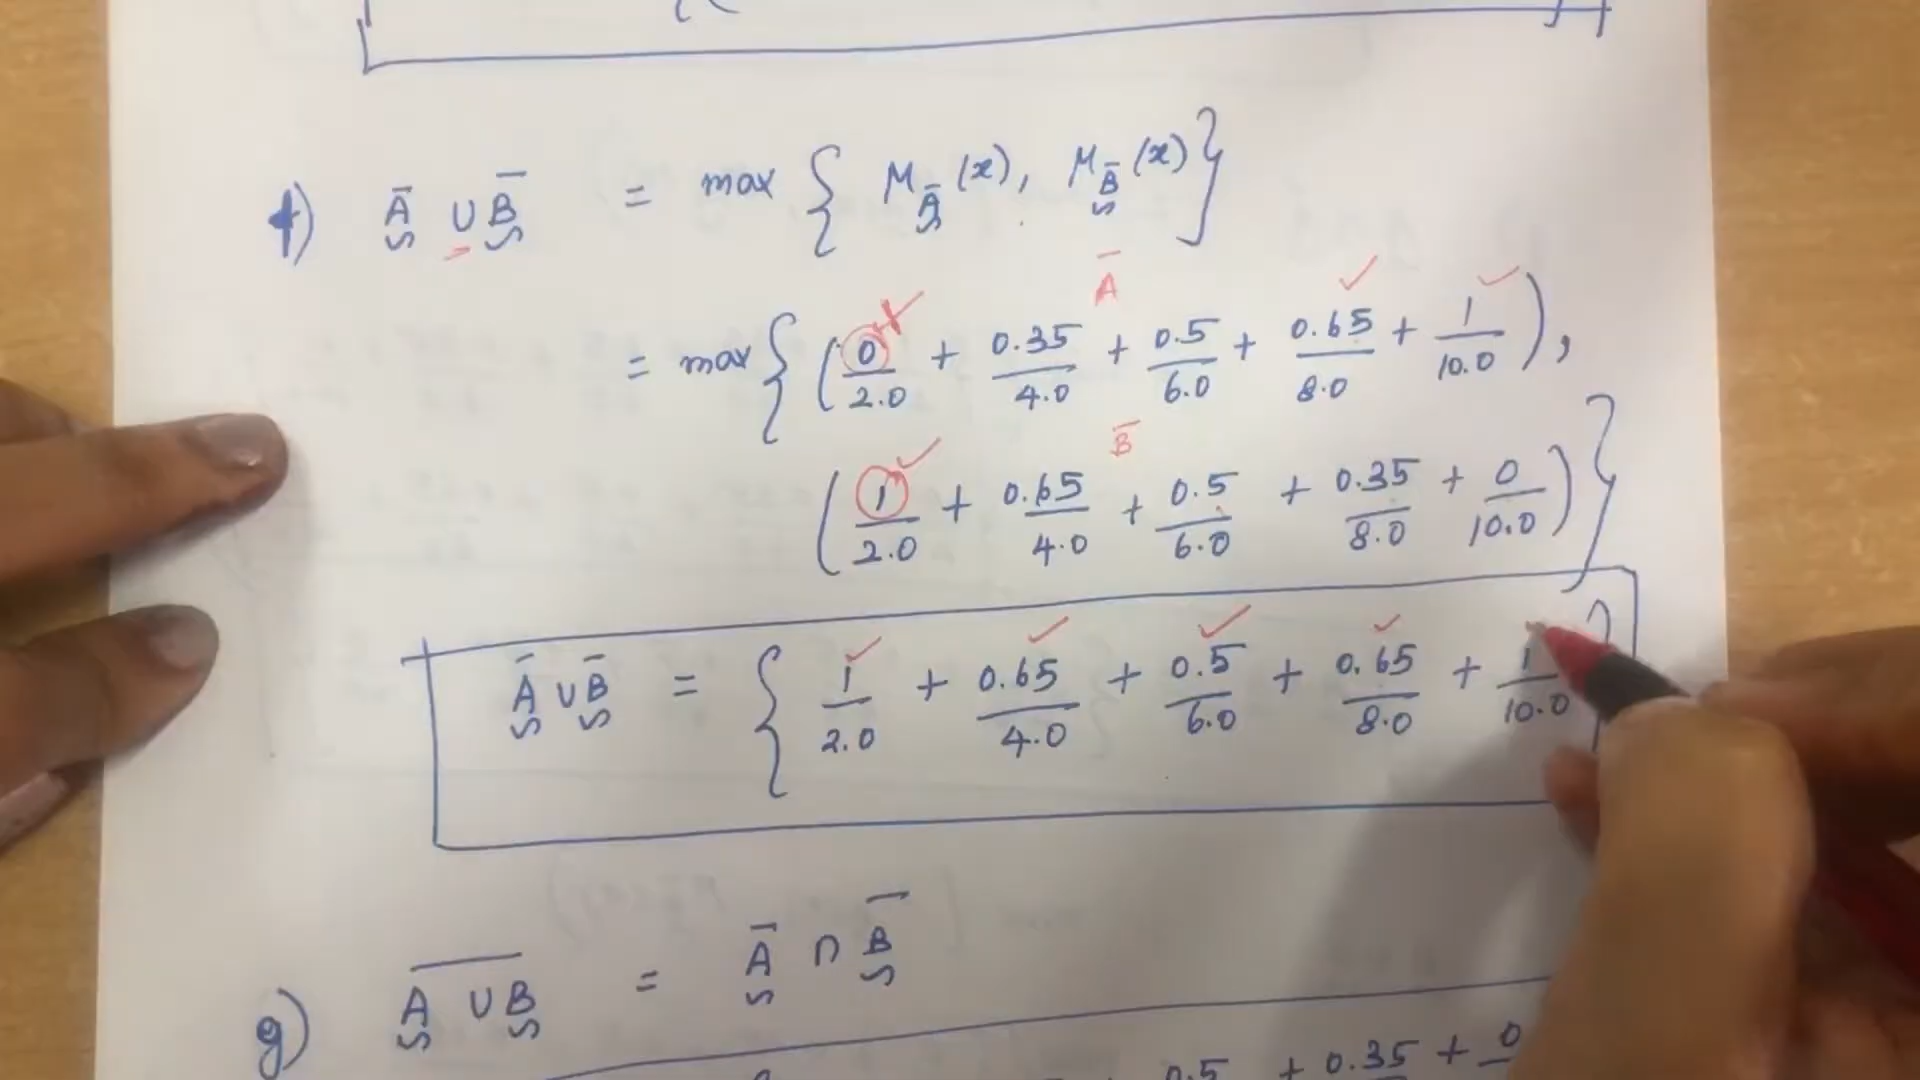 f) A̅ ∪ B̅ = max { μ_A̅ (x), μ_B̅ (x) }
A̅
= max { ( 0/2.0 + 0.35/4.0 + 0.5/6.0 + 0.65/8.0 + 1/10.0 ),
B̅
( 1/2.0 + 0.65/4.0 + 0.5/6.0 + 0.35/8.0 + 0/10.0 ) }
A̅ ∪ B̅ = { 1/2.0 + 0.65/4.0 + 0.5/6.0 + 0.65/8.0 + 1/10.0 }
g) \overline{A ∪ B} = A̅ ∩ B̅
0.5 + 0.35 + 0